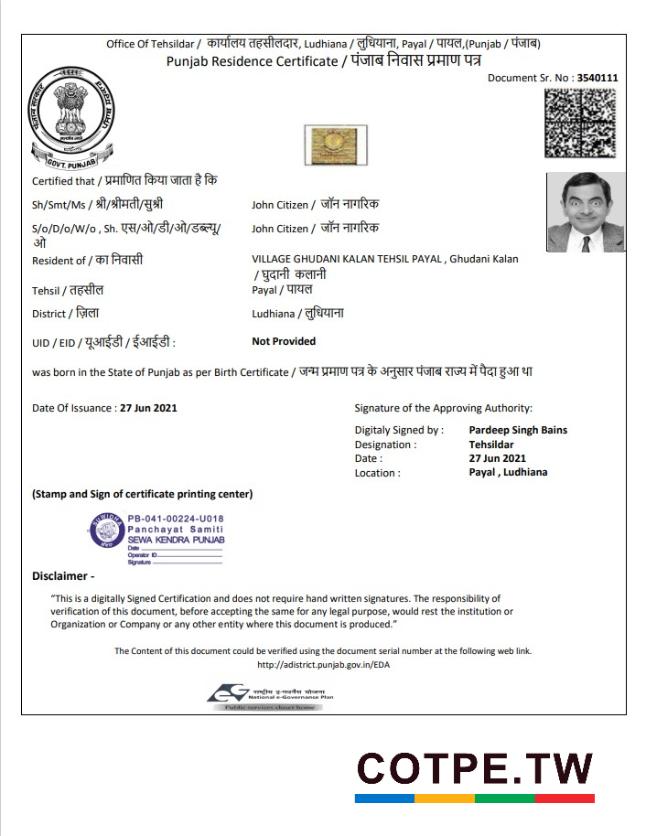 Office Of Tehsildar / कार्यालय तहसीलदार, Ludhiana / लुधियाना, Payal / पायल,(Punjab / पंजाब)
Punjab Residence Certificate / पंजाब निवास प्रमाण पत्र
Document Sr. No : 3540111
GOVT. PUNJAB
Certified that / प्रमाणित किया जाता है कि
Sh/Smt/Ms / श्री/श्रीमती/सुश्री John Citizen / जॉन नागरिक
S/o/D/o/W/o , Sh. एस/ओ/डी/ओ/डब्ल्यू/ John Citizen / जॉन नागरिक
ओ
Resident of / का निवासी VILLAGE GHUDANI KALAN TEHSIL PAYAL , Ghudani Kalan
/ घुदानी कलानी
Tehsil / तहसील Payal / पायल
District / ज़िला Ludhiana / लुधियाना
UID / EID / यूआईडी / ईआईडी : Not Provided
was born in the State of Punjab as per Birth Certificate / जन्म प्रमाण पत्र के अनुसार पंजाब राज्य में पैदा हुआ था
Date Of Issuance : 27 Jun 2021 Signature of the Approving Authority:
Digitaly Signed by : Pardeep Singh Bains
Designation : Tehsildar
Date : 27 Jun 2021
Location : Payal , Ludhiana
(Stamp and Sign of certificate printing center)
PB-041-00224-U018
Panchayat Samiti
SEWA KENDRA PUNJAB
Date
Operator ID
Signature
Disclaimer -
“This is a digitally Signed Certification and does not require hand written signatures. The responsibility of
verification of this document, before accepting the same for any legal purpose, would rest the institution or
Organization or Company or any other entity where this document is produced.”
The Content of this document could be verified using the document serial number at the following web link.
http://adistrict.punjab.gov.in/EDA
राष्ट्रीय ई-गवर्नेंस योजना
National e-Governance Plan
Public services closer home
COTPE.TW